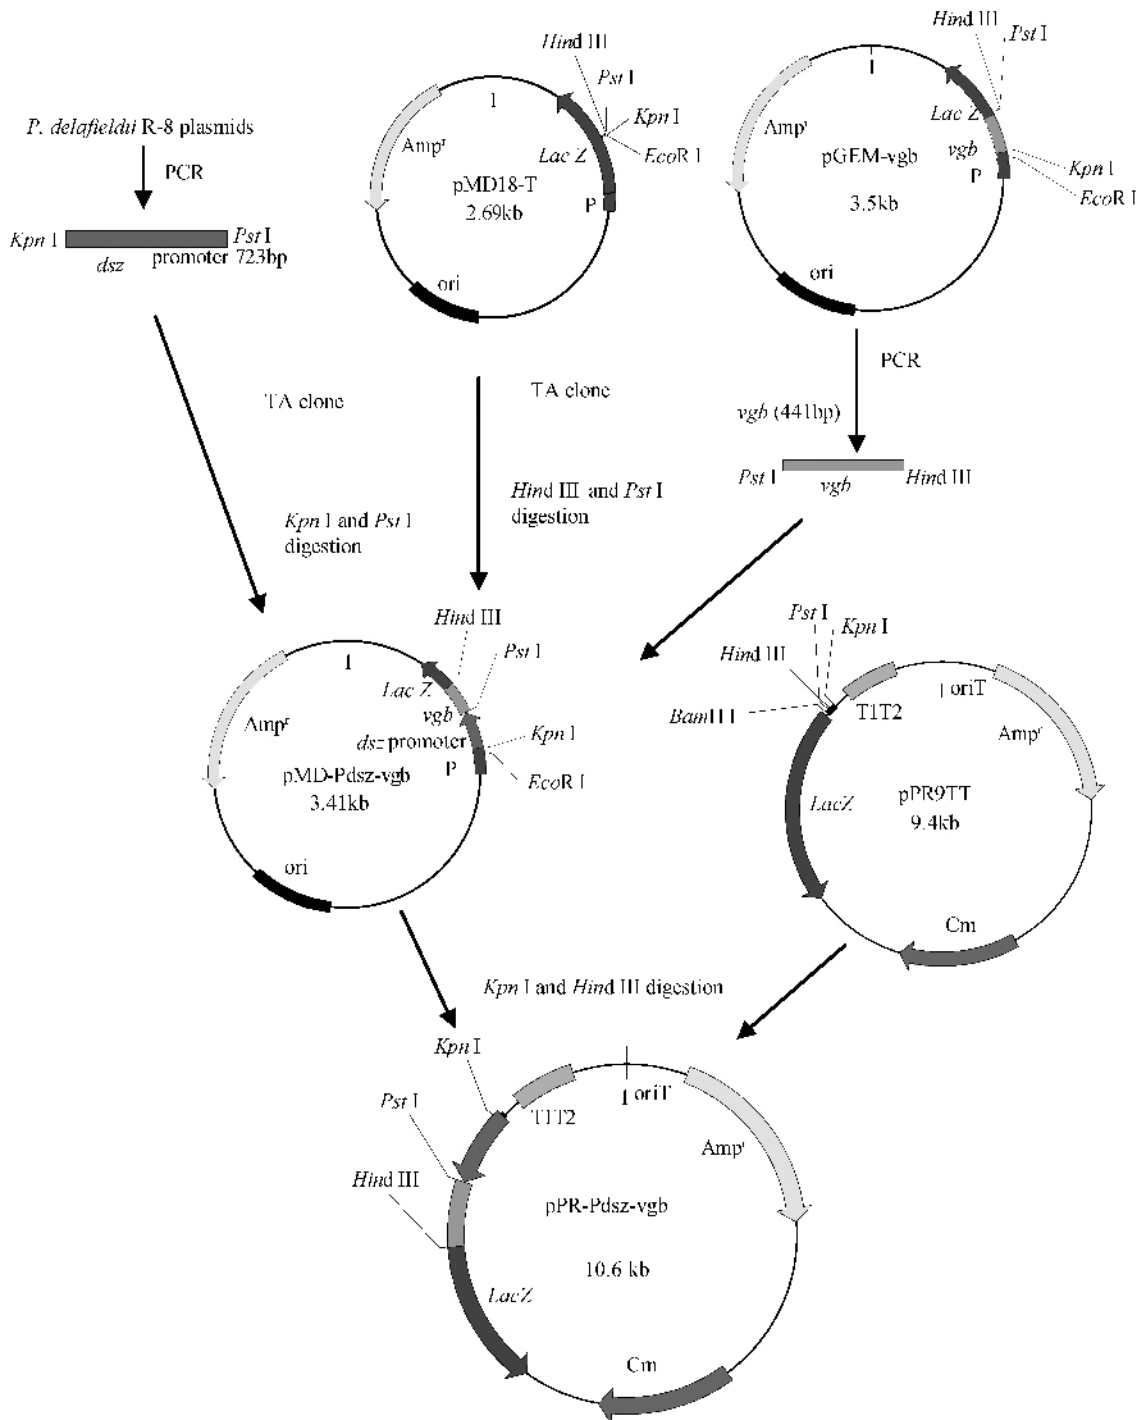 P. delafieldii R-8 plasmids
PCR
Kpn I
Pst I
dsz
promoter 723bp
Hind III
Pst I
Kpn I
EcoR I
1
Ampr
Lac Z
pMD18-T
2.69kb
P
ori
Hind III
Pst I
1
Ampr
Lac Z
pGEM-vgb
vgb
Kpn I
P
EcoR I
3.5kb
ori
TA clone
TA clone
PCR
vgb (441bp)
Pst I
vgb
Hind III
Kpn I and Pst I
digestion
Hind III and Pst I
digestion
Hind III
Pst I
1
Lac Z
vgb
Ampr
dsz promoter
Kpn I
P
EcoR I
pMD-Pdsz-vgb
3.41kb
ori
Pst I
Kpn I
Hind III
oriT
T1T2
Ampr
LacZ
pPR9TT
9.4kb
Cm
Kpn I and Hind III digestion
Kpn I
1
oriT
Pst I
T1T2
Ampr
Hind III
pPR-Pdsz-vgb
10.6 kb
LacZ
Cm